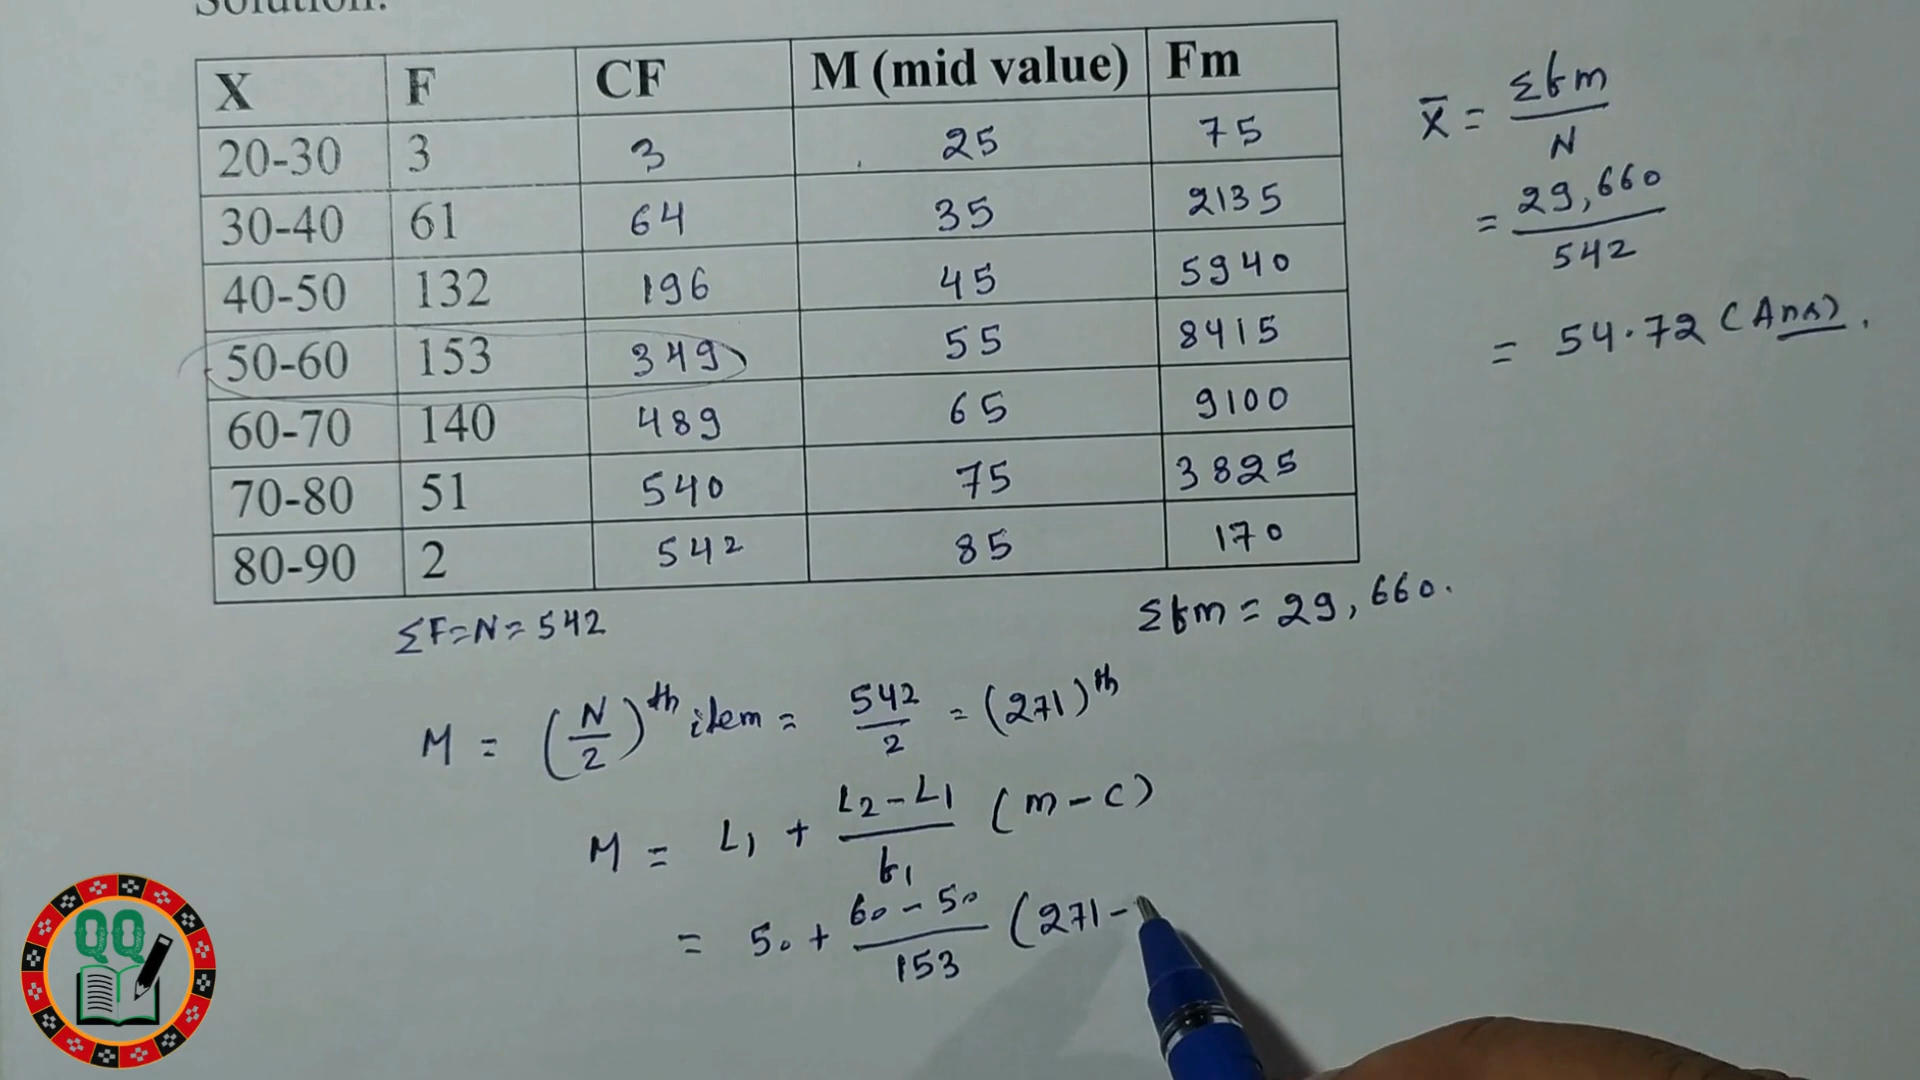 Solution:
X F CF M (mid value) Fm
20-30 3 3 25 75
30-40 61 64 35 2135
40-50 132 196 45 5940
50-60 153 349 55 8415
60-70 140 489 65 9100
70-80 51 540 75 3825
80-90 2 542 85 170
ΣF=N=542
Σfm = 29,660.
X̄ = Σfm / N
= 29,660 / 542
= 54.72 (Ans).
M = (N/2)th item = 542/2 = (271)th
M = L1 + L2-L1 / f1 (m-c)
= 50 + 60-50 / 153 (271-
QQ